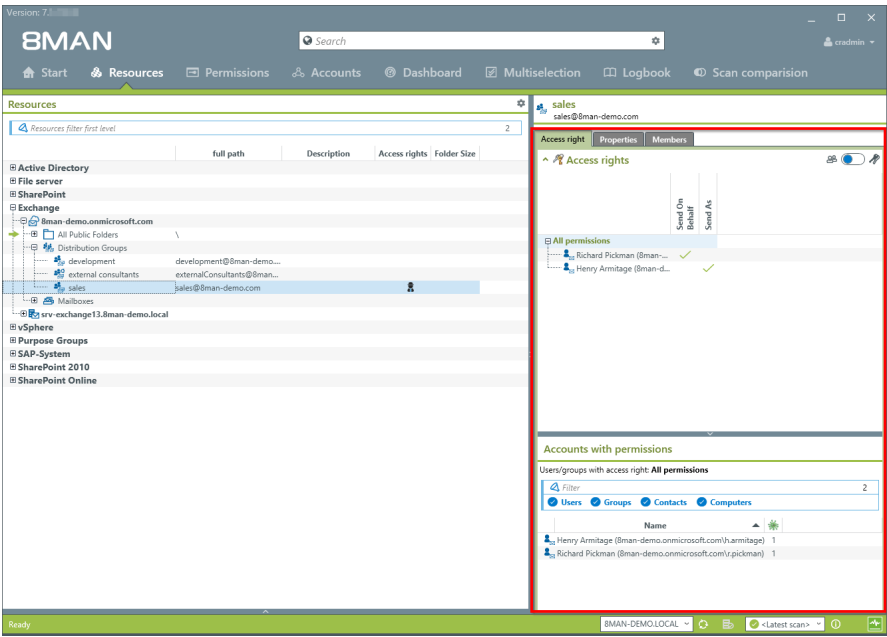 Version: 7.
8MAN
Search
cradmin
Start Resources Permissions Accounts Dashboard Multiselection Logbook Scan comparision
Resources
Resources filter first level 2
full path Description Access rights Folder Size
Active Directory
File server
SharePoint
Exchange
8man-demo.onmicrosoft.com
All Public Folders \
Distribution Groups
development development@8man-demo....
external consultants externalConsultants@8man...
sales sales@8man-demo.com
Mailboxes
srv-exchange13.8man-demo.local
vSphere
Purpose Groups
SAP-System
SharePoint 2010
SharePoint Online
sales
sales@8man-demo.com
Access right Properties Members
Access rights
Send On Behalf
Send As
All permissions
Richard Pickman (8man-...
Henry Armitage (8man-d...
Accounts with permissions
Users/groups with access right: All permissions
Filter 2
Users Groups Contacts Computers
Name
Henry Armitage (8man-demo.onmicrosoft.com\h.armitage) 1
Richard Pickman (8man-demo.onmicrosoft.com\r.pickman) 1
Ready 8MAN-DEMO.LOCAL <Latest scan>